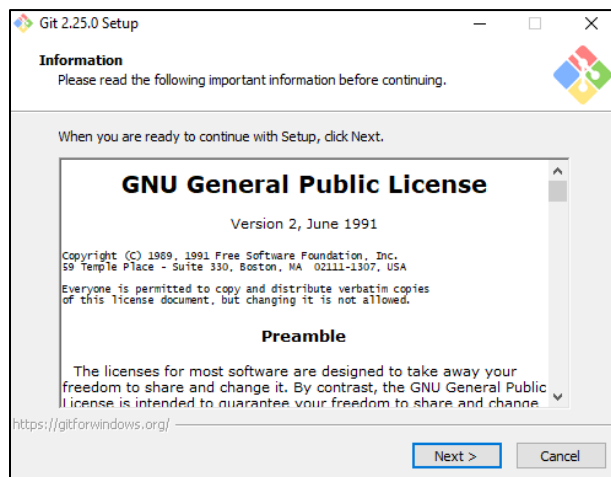 Git 2.25.0 Setup
Information
Please read the following important information before continuing.
When you are ready to continue with Setup, click Next.
GNU General Public License
Version 2, June 1991
Copyright (C) 1989, 1991 Free Software Foundation, Inc.
59 Temple Place - Suite 330, Boston, MA  02111-1307, USA
Everyone is permitted to copy and distribute verbatim copies
of this license document, but changing it is not allowed.
Preamble
The licenses for most software are designed to take away your
freedom to share and change it. By contrast, the GNU General Public
License is intended to guarantee your freedom to share and change
https://gitforwindows.org/
Next >
Cancel